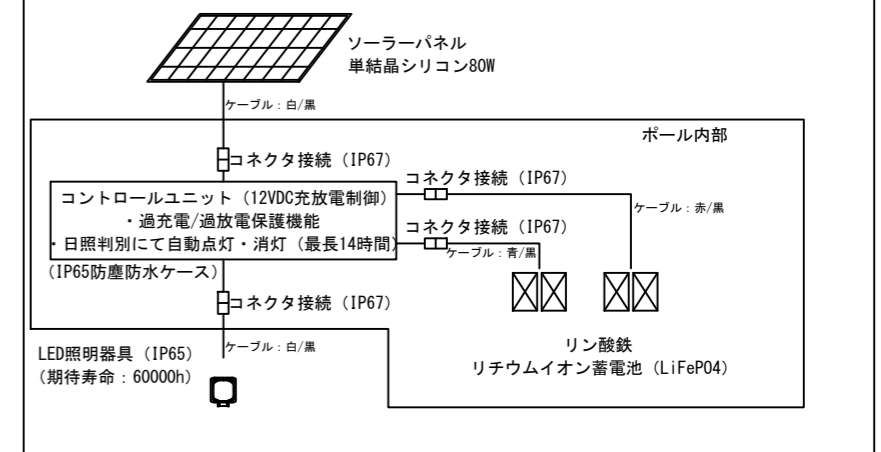 ソーラーパネル
単結晶シリコン80W
ケーブル：白/黒
ポール内部
コネクタ接続（IP67）
コネクタ接続（IP67）
コントロールユニット（12VDC充放電制御）
・過充電/過放電保護機能
・日照判別にて自動点灯・消灯（最長14時間）
ケーブル：赤/黒
コネクタ接続（IP67）
ケーブル：青/黒
（IP65防塵防水ケース）
コネクタ接続（IP67）
LED照明器具（IP65）
（期待寿命：60000h）
ケーブル：白/黒
リン酸鉄
リチウムイオン蓄電池（LiFePO4）